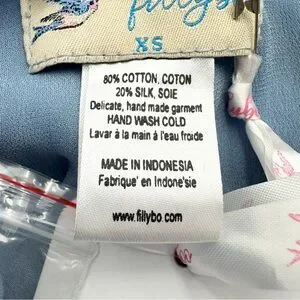 fillybo
XS
80% COTTON, COTON
20% SILK, SOIE
Delicate, hand made garment
HAND WASH COLD
Lavar à la main à l'eau froide
MADE IN INDONESIA
Fabrique' en Indone'sie
www.fillybo.com